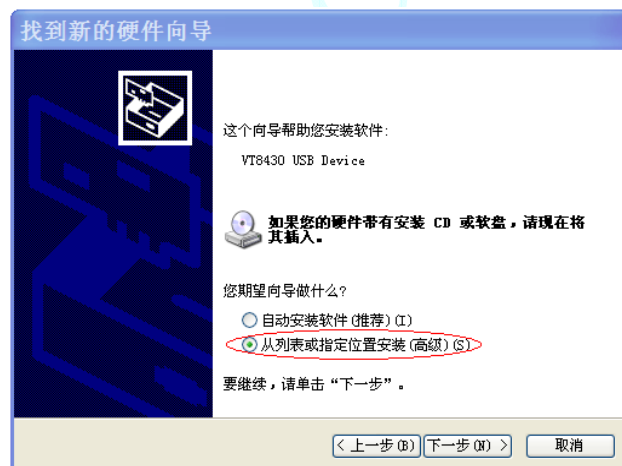 找到新的硬件向导
这个向导帮助您安装软件:
VT8430 USB Device
如果您的硬件带有安装 CD 或软盘，请现在将
其插入。
您期望向导做什么?
自动安装软件(推荐)(I)
从列表或指定位置安装(高级)(S)
要继续，请单击“下一步”。
< 上一步(B) 下一步(N) > 取消